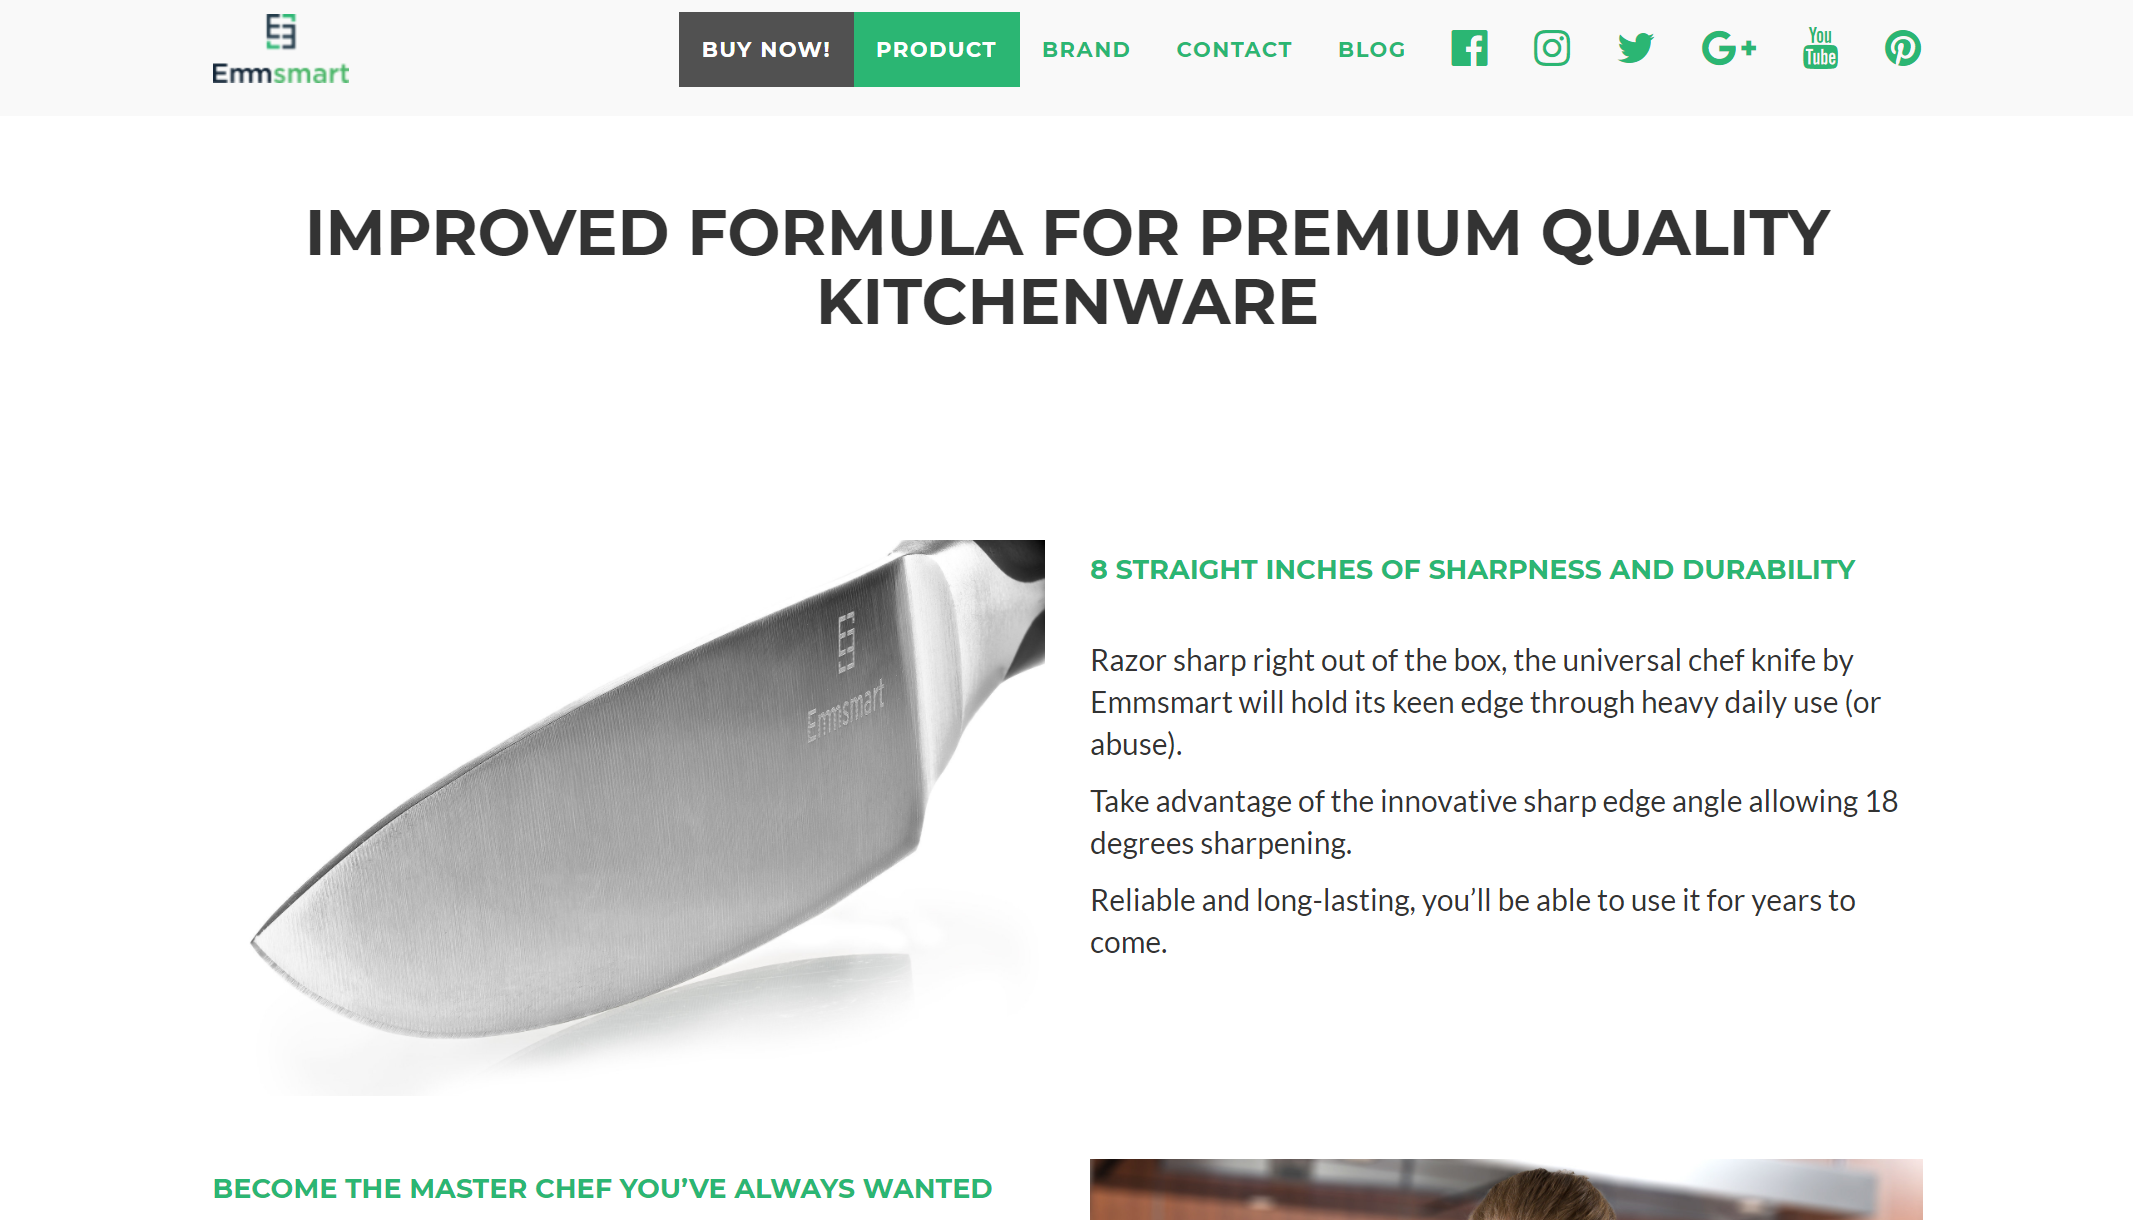 Emmsmart
BUY NOW!
PRODUCT
BRAND
CONTACT
BLOG
You
Tube
IMPROVED FORMULA FOR PREMIUM QUALITY
KITCHENWARE
Emmsmart
8 STRAIGHT INCHES OF SHARPNESS AND DURABILITY
Razor sharp right out of the box, the universal chef knife by
Emmsmart will hold its keen edge through heavy daily use (or
abuse).
Take advantage of the innovative sharp edge angle allowing 18
degrees sharpening.
Reliable and long-lasting, you’ll be able to use it for years to
come.
BECOME THE MASTER CHEF YOU’VE ALWAYS WANTED